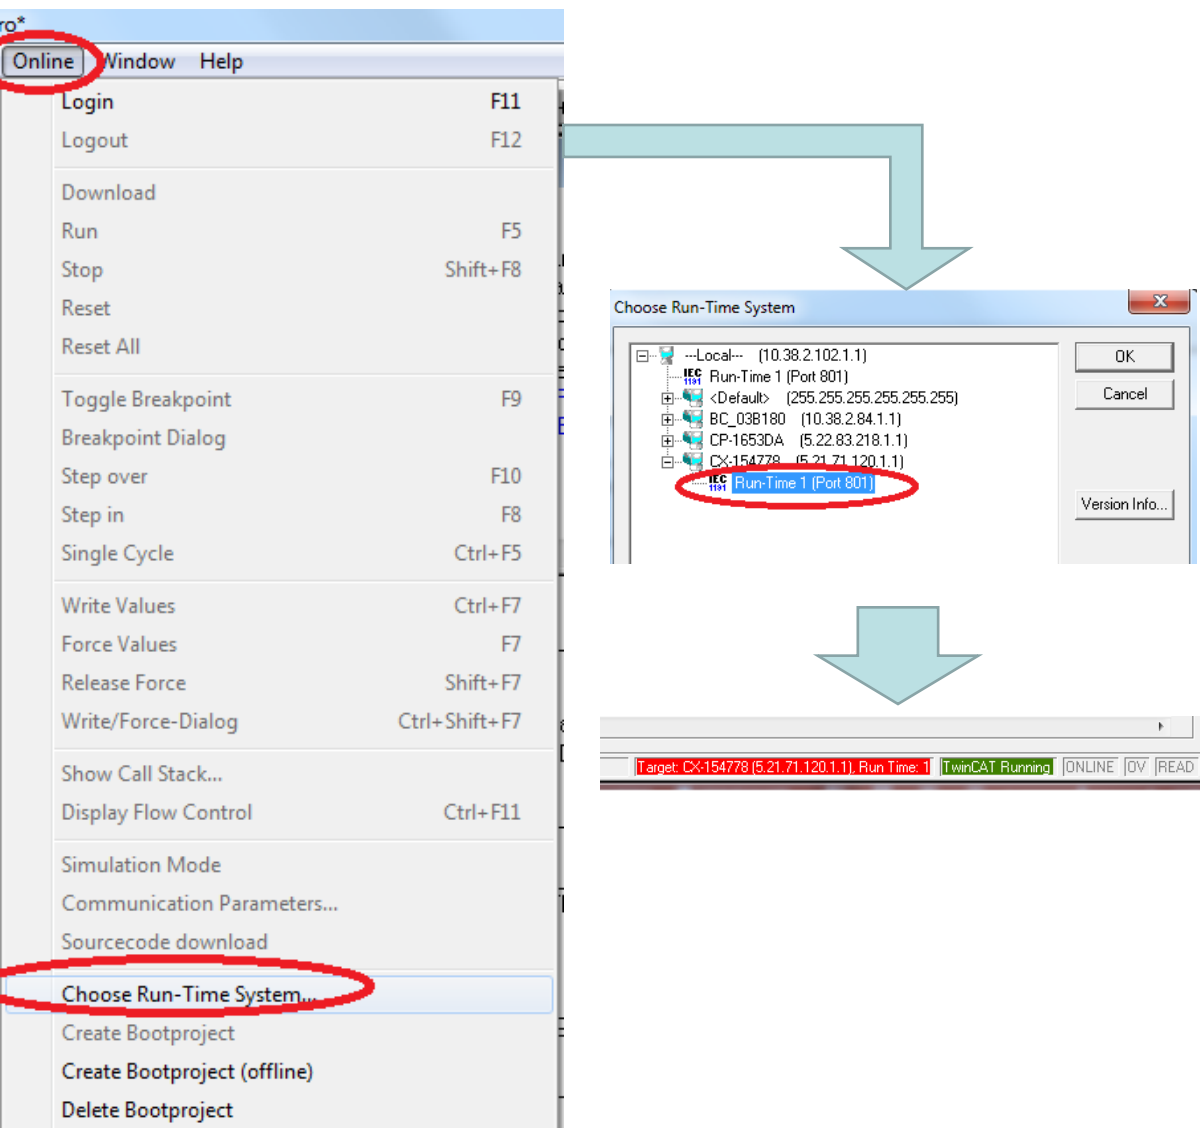 ro*
Online Window Help
Login F11
Logout F12
Download
Run F5
Stop Shift+F8
Reset
Reset All
Toggle Breakpoint F9
Breakpoint Dialog
Step over F10
Step in F8
Single Cycle Ctrl+F5
Write Values Ctrl+F7
Force Values F7
Release Force Shift+F7
Write/Force-Dialog Ctrl+Shift+F7
Show Call Stack...
Display Flow Control Ctrl+F11
Simulation Mode
Communication Parameters...
Sourcecode download
Choose Run-Time System...
Create Bootproject
Create Bootproject (offline)
Delete Bootproject
Choose Run-Time System
---Local--- (10.38.2.102.1.1)
IEC 1131 Run-Time 1 (Port 801)
<Default> (255.255.255.255.255.255)
BC_03B180 (10.38.2.84.1.1)
CP-1653DA (5.22.83.218.1.1)
CX-154778 (5.21.71.120.1.1)
IEC 1131 Run-Time 1 (Port 801)
OK
Cancel
Version Info...
Target: CX-154778 (5.21.71.120.1.1), Run Time: 1 TwinCAT Running ONLINE OV READ